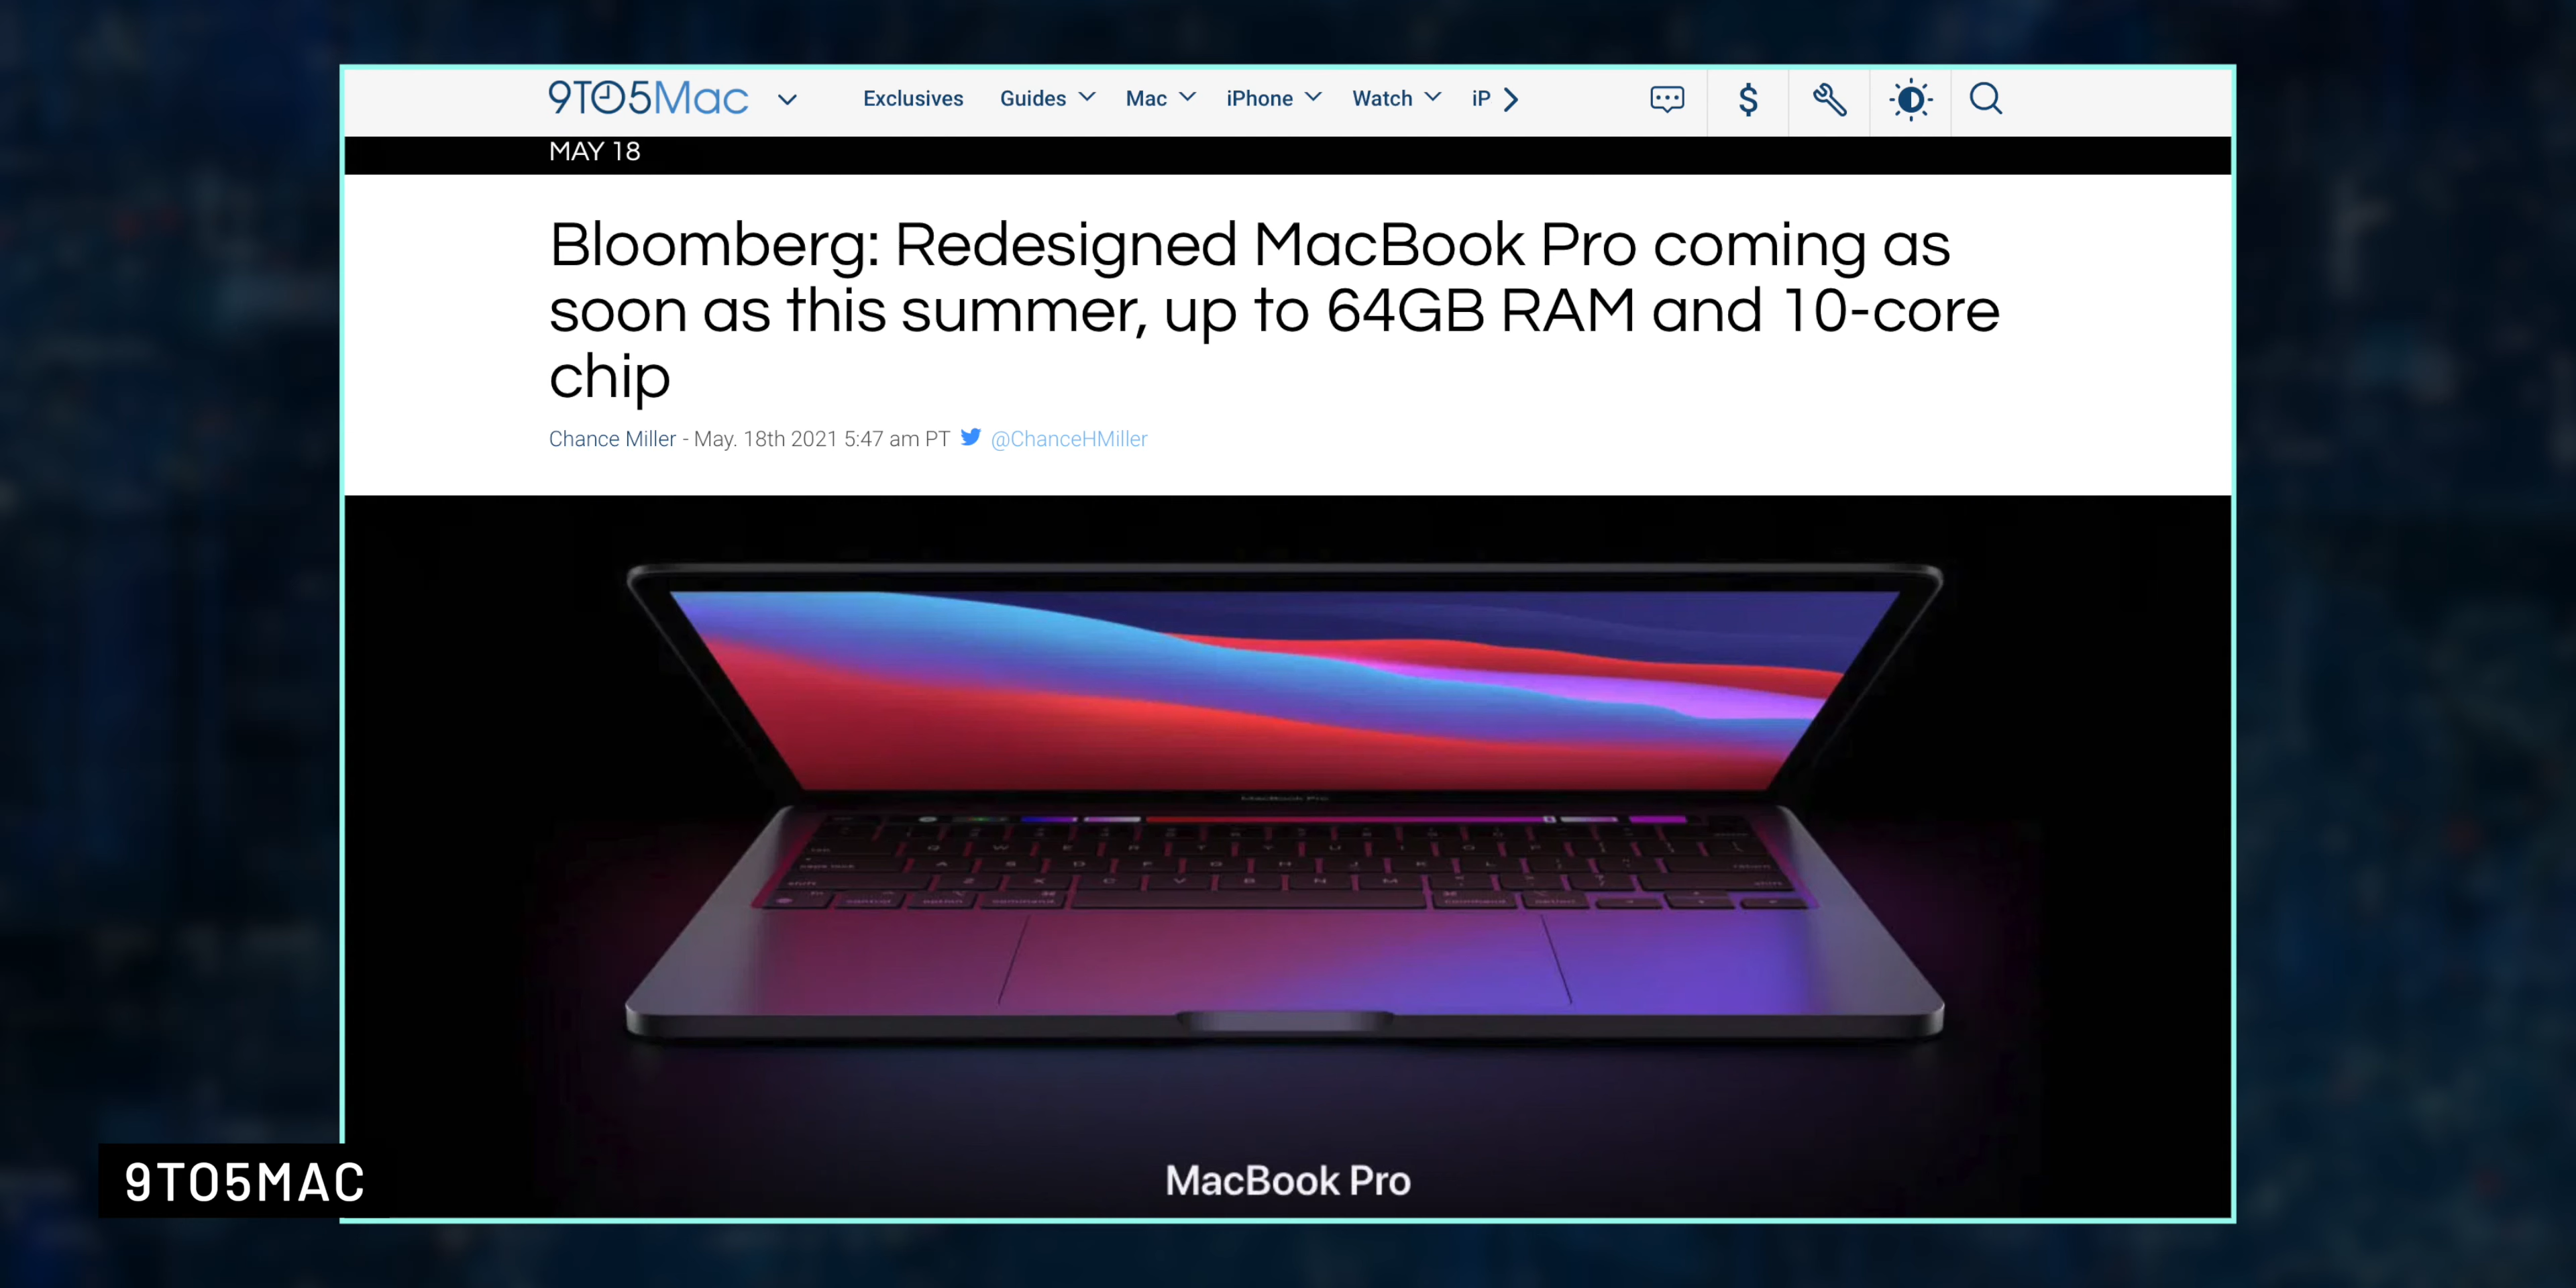 9TO5Mac Exclusives Guides Mac iPhone Watch iP
MAY 18
Bloomberg: Redesigned MacBook Pro coming as
soon as this summer, up to 64GB RAM and 10-core
chip
Chance Miller - May. 18th 2021 5:47 am PT @ChanceHMiller
MacBook Pro
9TO5MAC